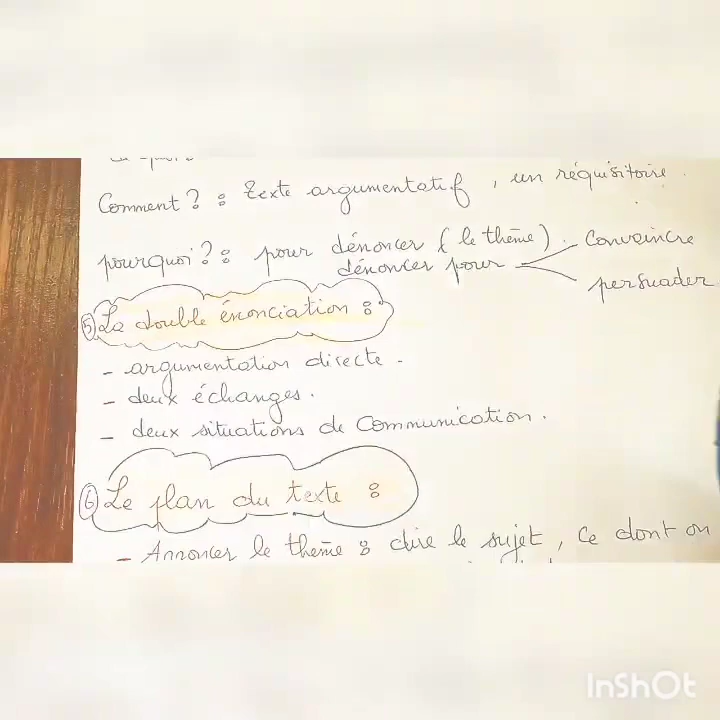 Comment? : texte argumentatif, un réquisitoire.
pourquoi? : pour dénoncer (le thème). Convaincre
dénoncer pour persuader
⑤ La double énonciation :
- argumentation directe.
- deux échanges.
- deux situations de communication.
⑥ Le plan du texte :
- Annoncer le thème : dire le sujet, ce dont on
InShOt